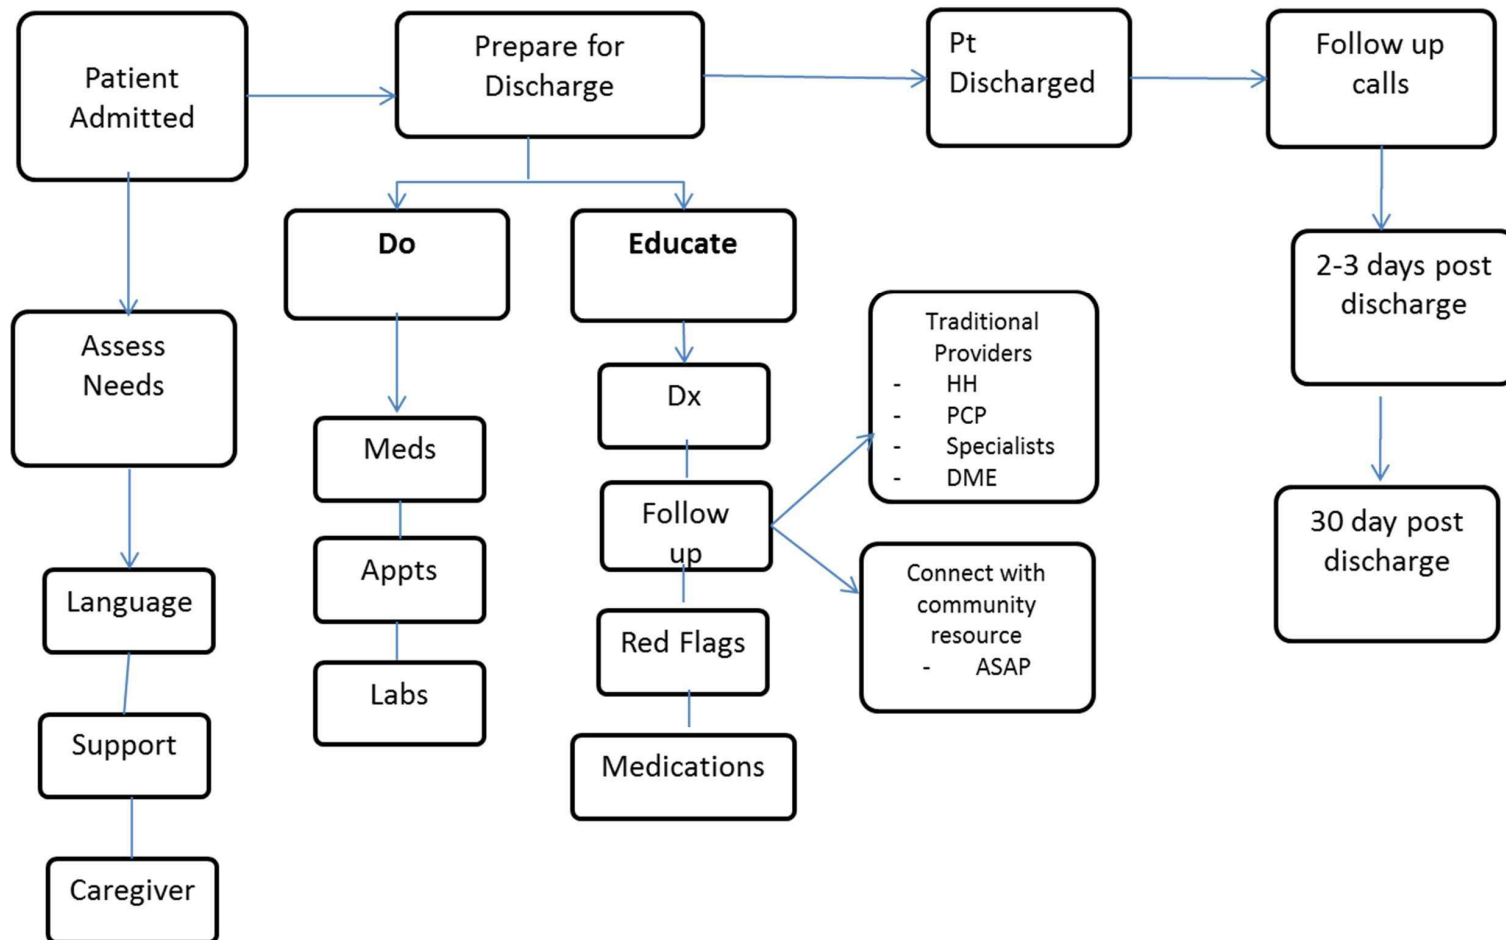 Patient
Admitted
Prepare for
Discharge
Pt
Discharged
Follow up
calls
Assess
Needs
Language
Support
Caregiver
Do
Meds
Appts
Labs
Educate
Dx
Follow
up
Red Flags
Medications
Traditional
Providers
- HH
- PCP
- Specialists
- DME
Connect with
community
resource
- ASAP
2-3 days post
discharge
30 day post
discharge